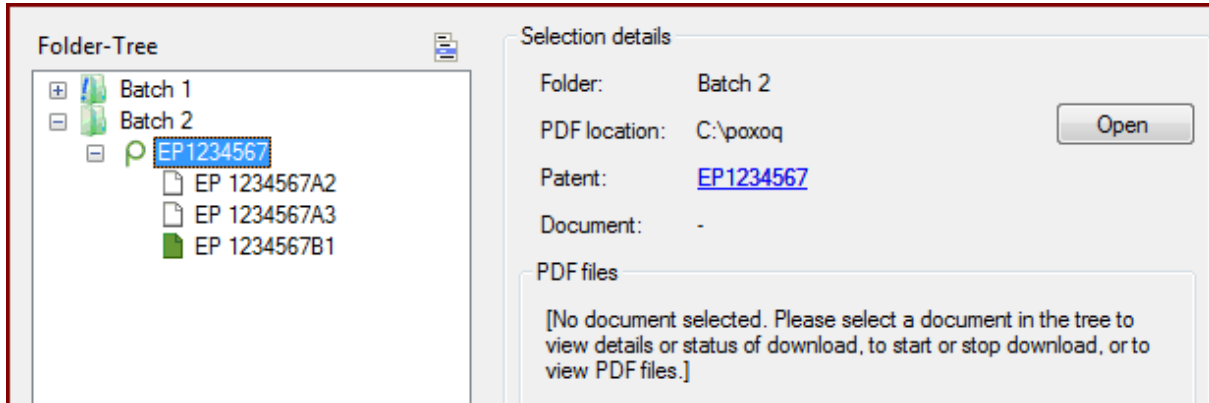 Folder-Tree
Batch 1
Batch 2
EP1234567
EP 1234567A2
EP 1234567A3
EP 1234567B1
Selection details
Folder: Batch 2
PDF location: C:\poxoq
Open
Patent: EP1234567
Document: -
PDF files
[No document selected. Please select a document in the tree to
view details or status of download, to start or stop download, or to
view PDF files.]